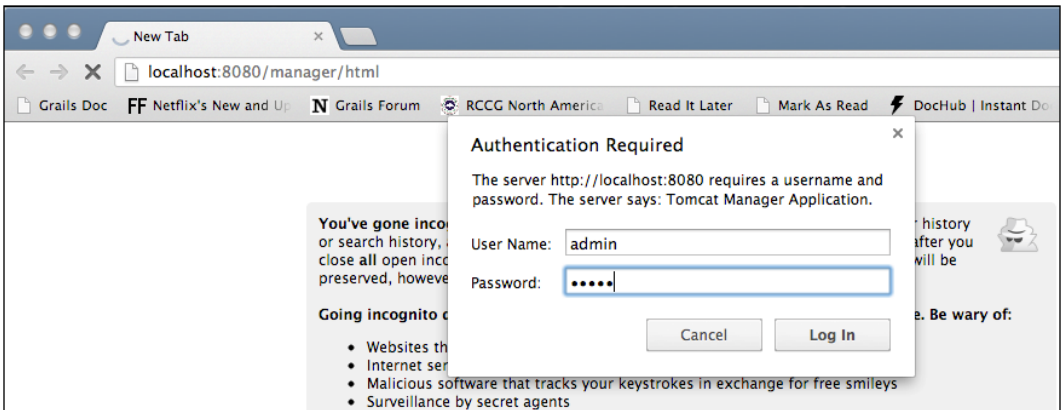 New Tab
localhost:8080/manager/html
Grails Doc FF Netflix's New and Up N Grails Forum RCCG North America Read It Later Mark As Read DocHub | Instant Do
Authentication Required
The server http://localhost:8080 requires a username and
password. The server says: Tomcat Manager Application.
User Name: admin
Password: •••••
Cancel Log In
You've gone inco history
or search history, after you
close all open inco will be
preserved, howeve
Going incognito e. Be wary of:
• Websites th
• Internet ser
• Malicious software that tracks your keystrokes in exchange for free smileys
• Surveillance by secret agents